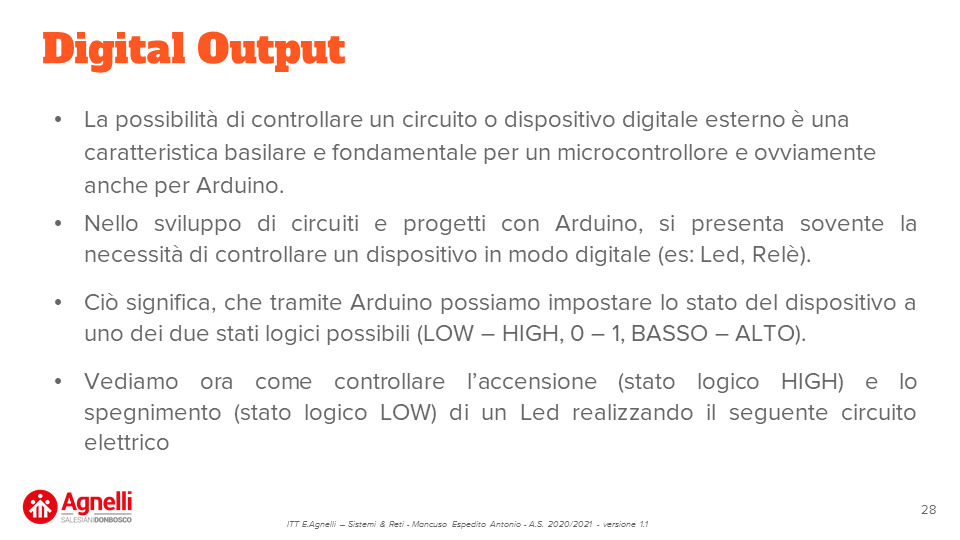 Digital Output
• La possibilità di controllare un circuito o dispositivo digitale esterno è una
caratteristica basilare e fondamentale per un microcontrollore e ovviamente
anche per Arduino.
• Nello sviluppo di circuiti e progetti con Arduino, si presenta sovente la
necessità di controllare un dispositivo in modo digitale (es: Led, Relè).
• Ciò significa, che tramite Arduino possiamo impostare lo stato del dispositivo a
uno dei due stati logici possibili (LOW – HIGH, 0 – 1, BASSO – ALTO).
• Vediamo ora come controllare l’accensione (stato logico HIGH) e lo
spegnimento (stato logico LOW) di un Led realizzando il seguente circuito
elettrico
Agnelli
SALESIANIDONBOSCO
ITT E.Agnelli – Sistemi & Reti - Mancuso Espedito Antonio - A.S. 2020/2021 - versione 1.1
28